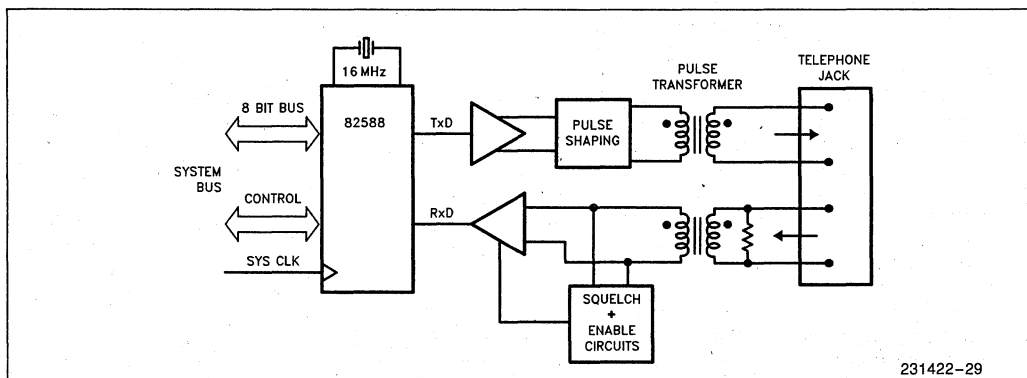 16 MHz
8 BIT BUS
82588
SYSTEM
BUS
CONTROL
SYS CLK
TxD
RxD
PULSE
SHAPING
PULSE
TRANSFORMER
TELEPHONE
JACK
SQUELCH
+
ENABLE
CIRCUITS
231422-29